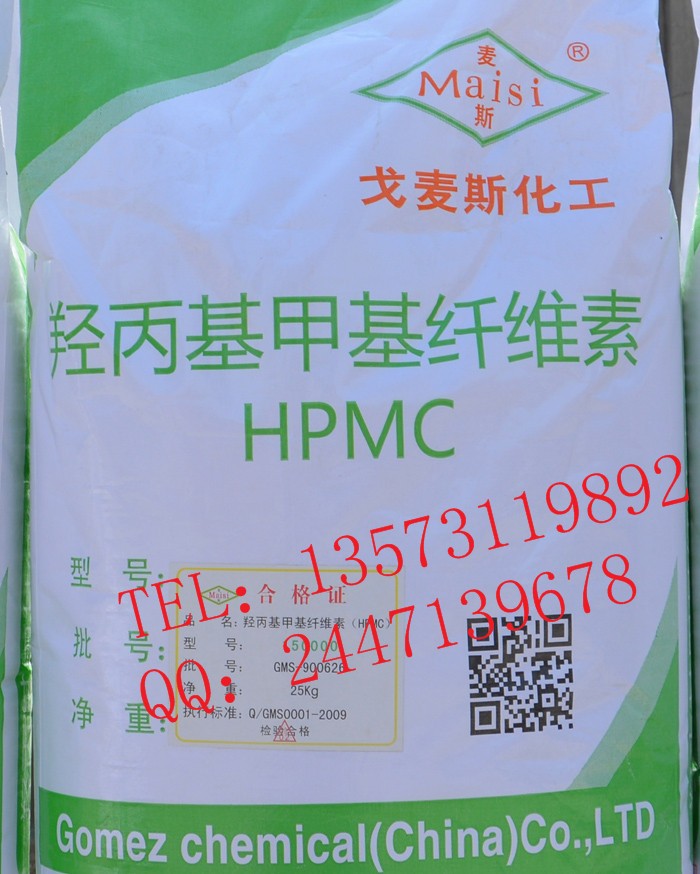 麦
Maisi
斯
®
戈麦斯化工
羟丙基甲基纤维素
HPMC
TEL: 13573119892
QQ: 2447139678
型 号:
批 号:
净 重:
Maisi 合格证
品 名: 羟丙基甲基纤维素(HPMC)
型 号: 50000
批 号: GMS-900626
净 重: 25Kg
执行标准: Q/GMS0001-2009
检验合格
Gomez chemical(China)Co.,LTD